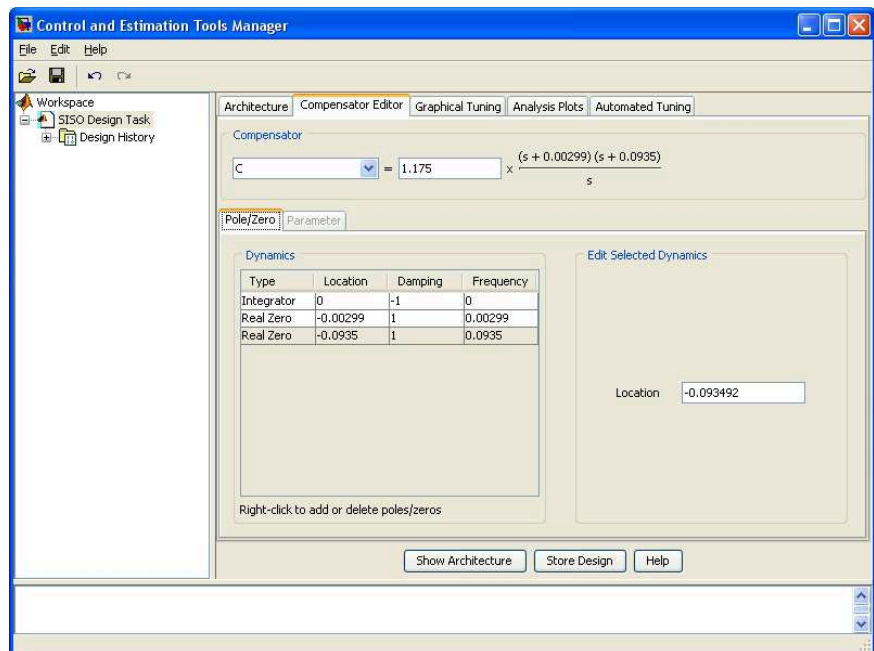 Control and Estimation Tools Manager
File Edit Help
Workspace
SISO Design Task
Design History
Architecture Compensator Editor Graphical Tuning Analysis Plots Automated Tuning
Compensator
C = 1.175 x (s + 0.00299) (s + 0.0935)
s
Pole/Zero Parameter
Dynamics
Type Location Damping Frequency
Integrator 0 -1 0
Real Zero -0.00299 1 0.00299
Real Zero -0.0935 1 0.0935
Right-click to add or delete poles/zeros
Edit Selected Dynamics
Location -0.093492
Show Architecture Store Design Help